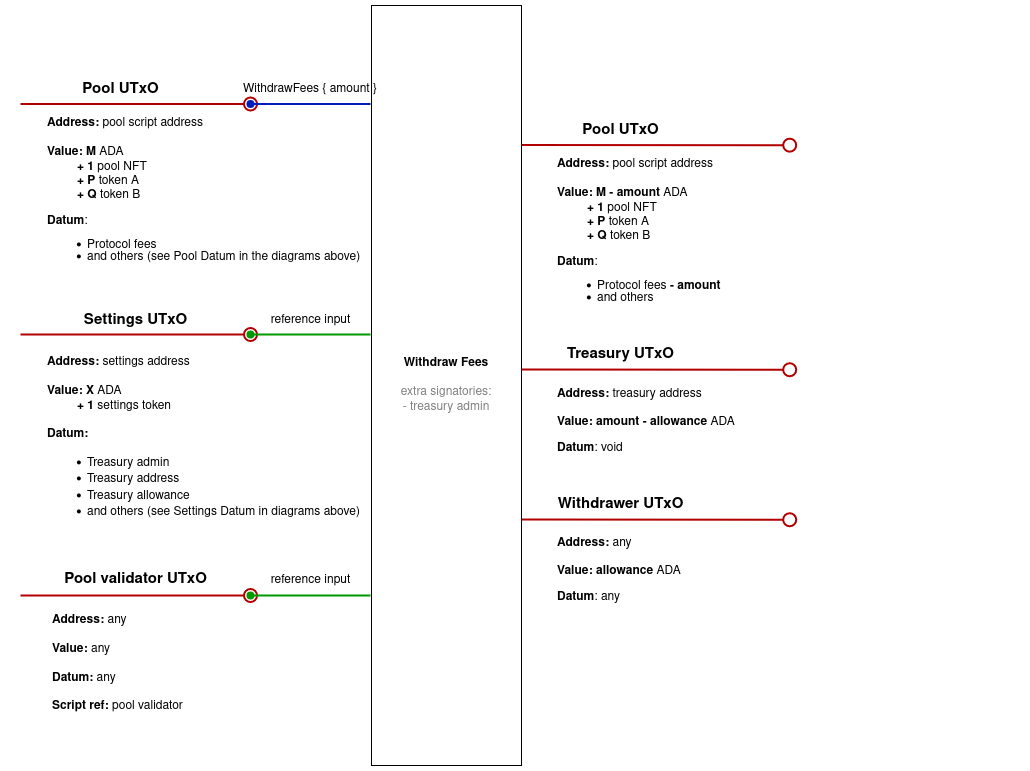 Pool UTxO
WithdrawFees { amount }
Address: pool script address
Value: M ADA
+ 1 pool NFT
+ P token A
+ Q token B
Datum:
• Protocol fees
• and others (see Pool Datum in the diagrams above)
Settings UTxO
reference input
Address: settings address
Value: X ADA
+ 1 settings token
Datum:
• Treasury admin
• Treasury address
• Treasury allowance
• and others (see Settings Datum in diagrams above)
Pool validator UTxO
reference input
Address: any
Value: any
Datum: any
Script ref: pool validator
Withdraw Fees
extra signatories:
- treasury admin
Pool UTxO
Address: pool script address
Value: M - amount ADA
+ 1 pool NFT
+ P token A
+ Q token B
Datum:
• Protocol fees - amount
• and others
Treasury UTxO
Address: treasury address
Value: amount - allowance ADA
Datum: void
Withdrawer UTxO
Address: any
Value: allowance ADA
Datum: any